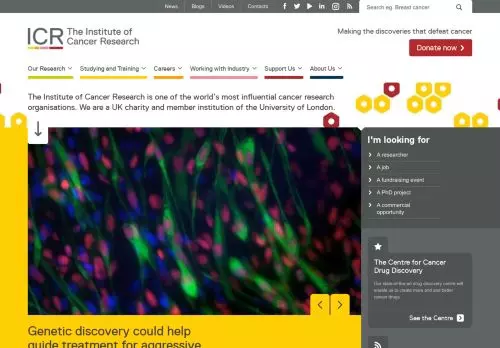 News Blogs Videos Contacts
Search eg. Breast cancer
ICR The Institute of
Cancer Research
Making the discoveries that defeat cancer
Donate now
Our Research Studying and Training Careers Working with Industry Support Us About Us
The Institute of Cancer Research is one of the world's most influential cancer research
organisations. We are a UK charity and member institution of the University of London.
I'm looking for
A researcher
A job
A fundraising event
A PhD project
A commercial
opportunity
The Centre for Cancer
Drug Discovery
Our state-of-the-art drug discovery centre will
enable us to create more and also better
cancer drugs
See the Centre
Genetic discovery could help
guide treatment for aggressive